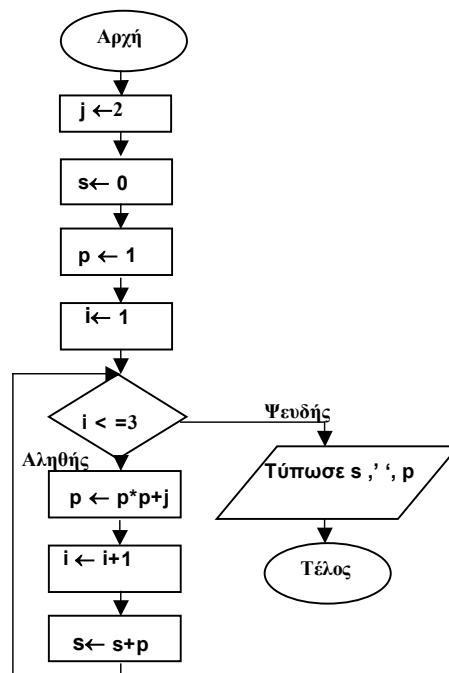 Αρχή
j ←2
s← 0
p ← 1
i← 1
i < =3
Ψευδής
Αληθής
Τύπωσε s ,’ ‘, p
p ← p*p+j
i ← i+1
Τέλος
s← s+p